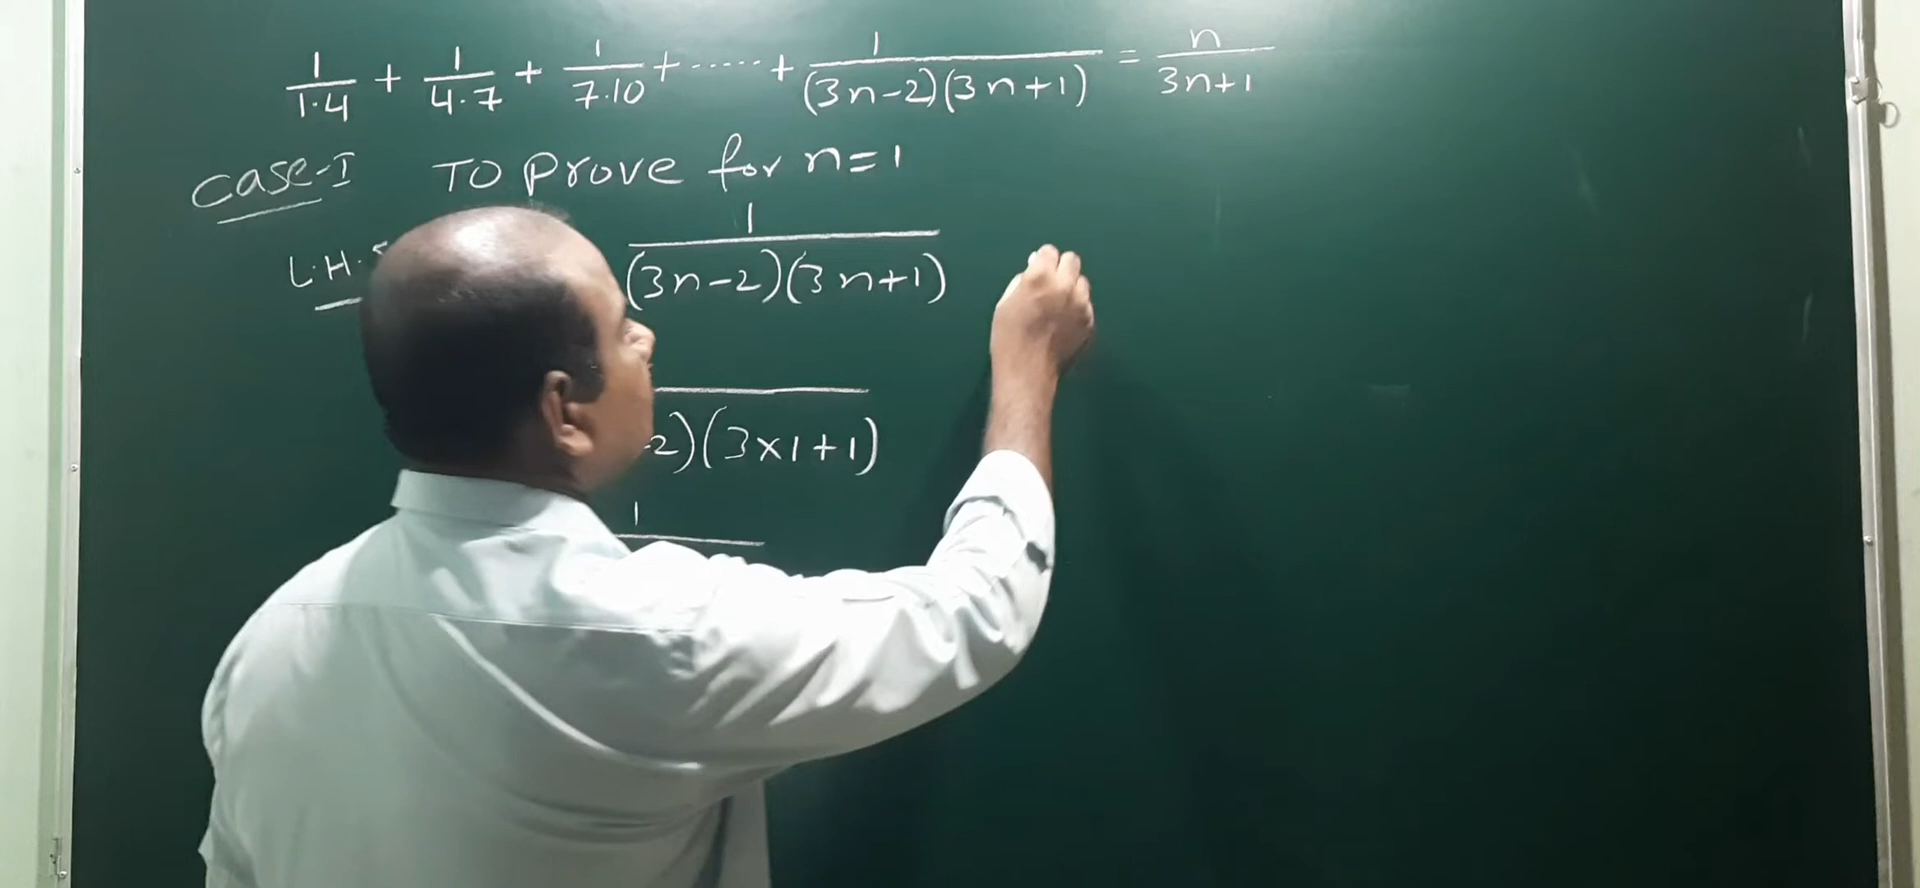 1/1·4 + 1/4·7 + 1/7·10 + ..... + 1/(3n-2)(3n+1) = n/3n+1
Case-I TO Prove for n=1
L.H.S 1/(3n-2)(3n+1)
-2)(3×1+1)
1